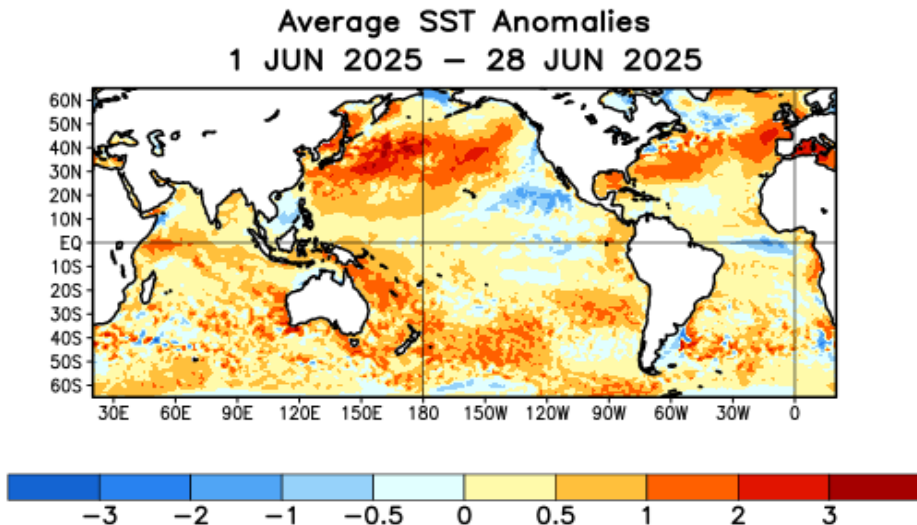 Average SST Anomalies
1 JUN 2025 – 28 JUN 2025
60N
50N
40N
30N
20N
10N
EQ
10S
20S
30S
40S
50S
60S
30E 60E 90E 120E 150E 180 150W 120W 90W 60W 30W 0
−3 −2 −1 −0.5 0 0.5 1 2 3